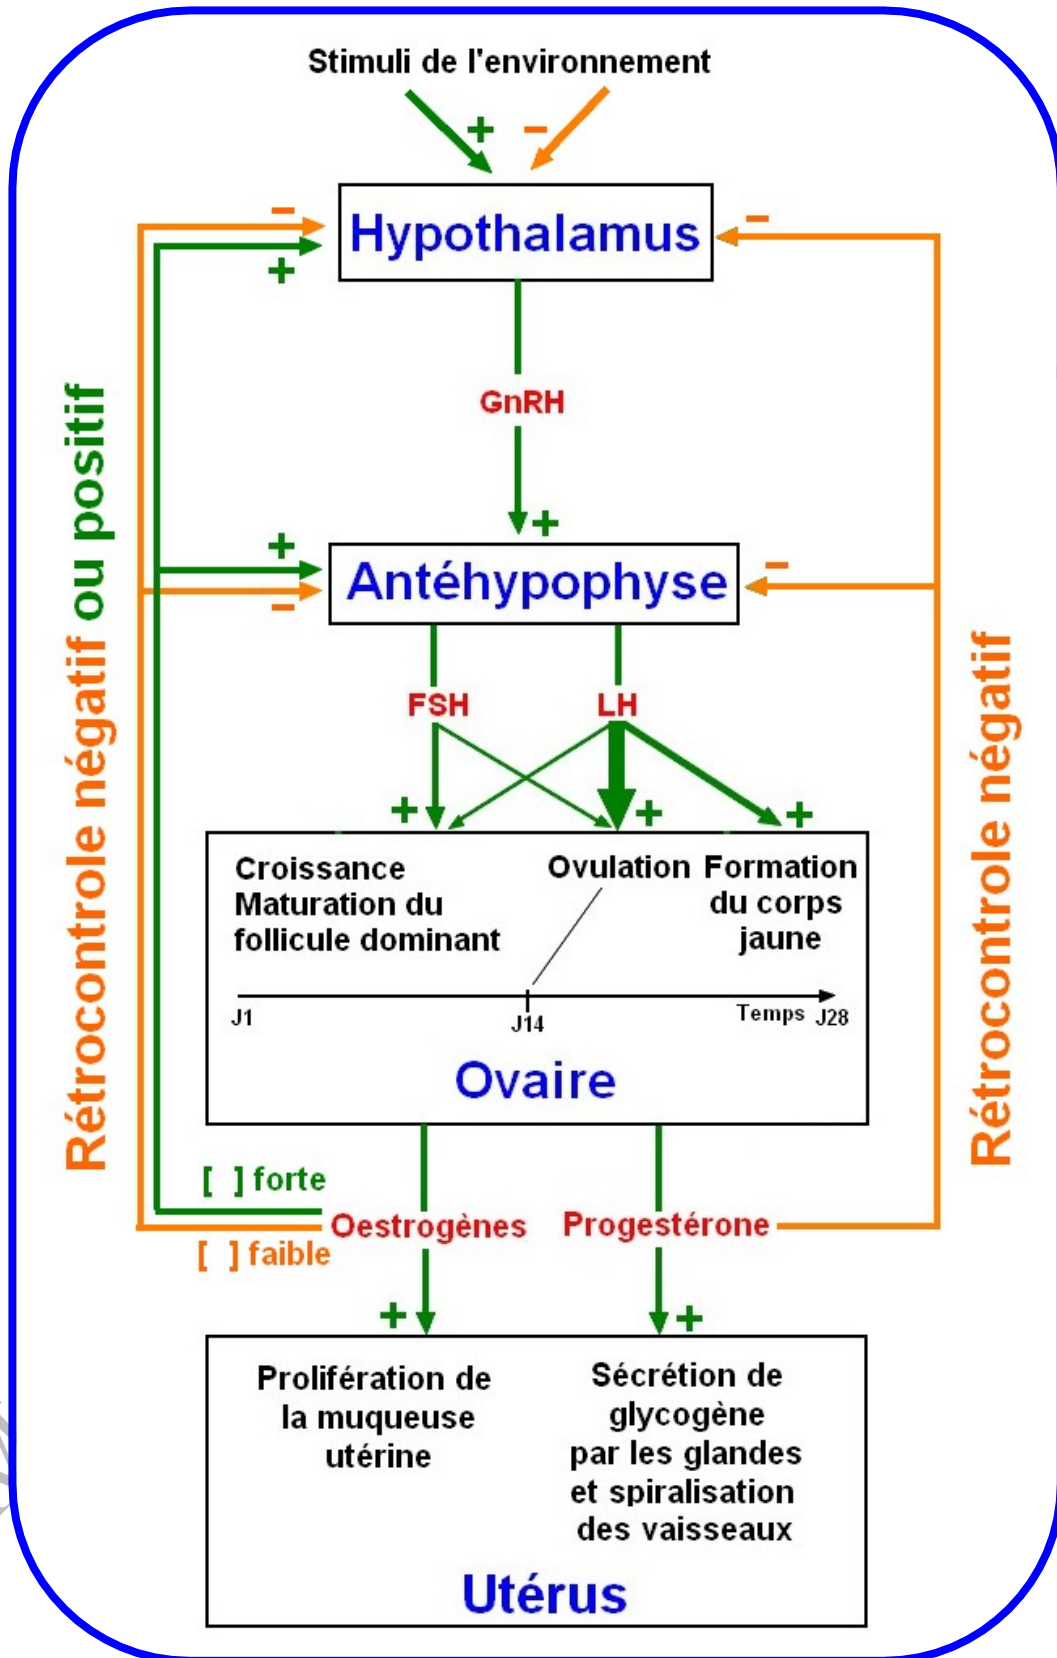 Stimuli de l'environnement
+ -
-
Hypothalamus
-
+
GnRH
+
+
Antéhypophyse
-
-
Rétrocontrole négatif ou positif
Rétrocontrole négatif
FSH LH
+ + +
Croissance
Maturation du
follicule dominant
Ovulation
Formation
du corps
jaune
J1 J14 Temps J28
Ovaire
[ ] forte
Oestrogènes Progestérone
[ ] faible
+ +
Prolifération de
la muqueuse
utérine
Sécrétion de
glycogène
par les glandes
et spiralisation
des vaisseaux
Utérus